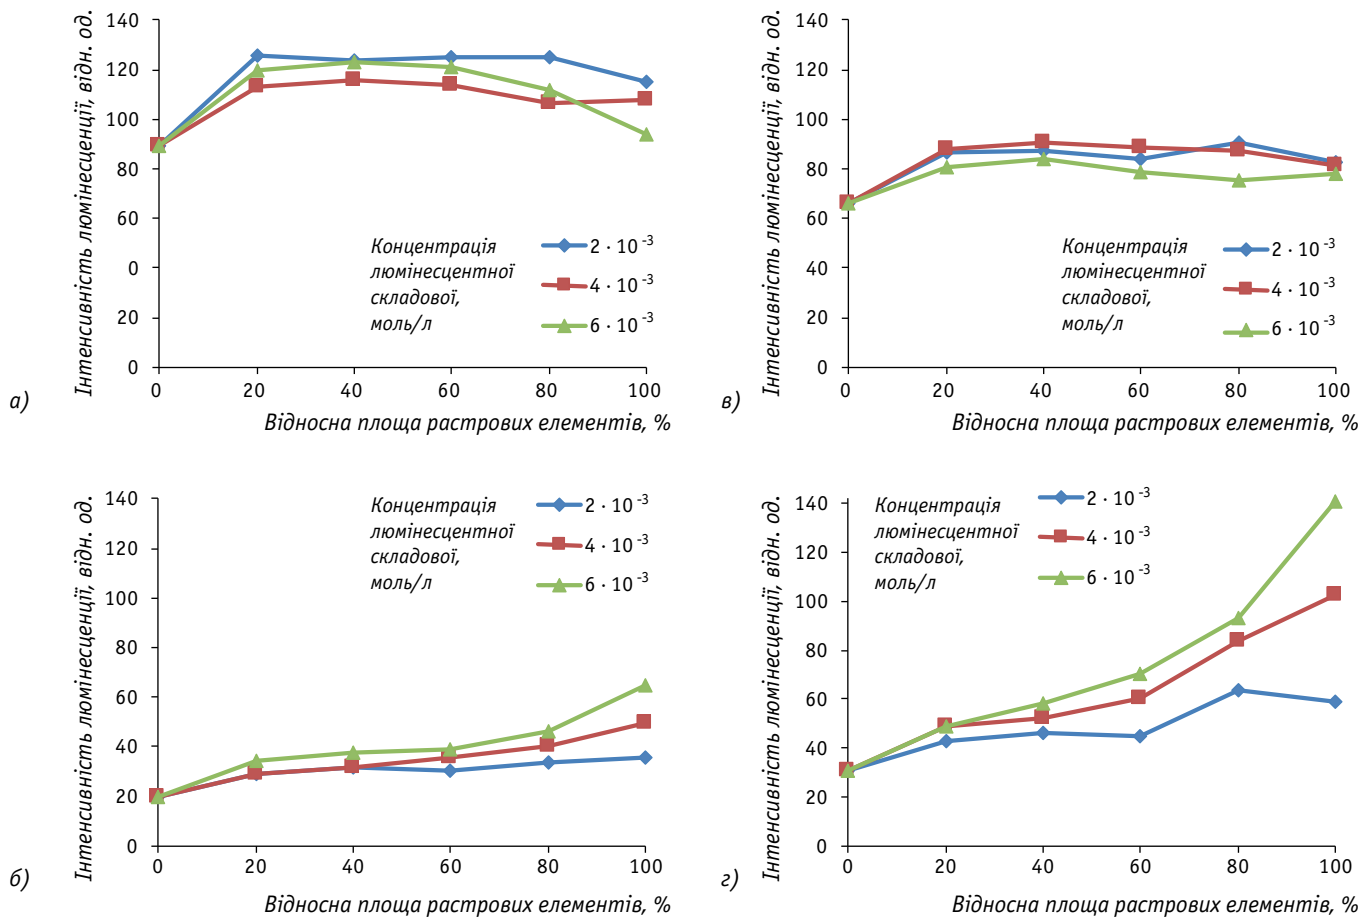 Інтенсивність люмінесценції, відн. од.
140
120
100
80
60
0
20
0
0
20
40
60
80
100
Відносна площа растрових елементів, %
Концентрація
люмінесцентної
складової,
моль/л
2 · 10 -3
4 · 10 -3
6 · 10 -3
а)
Інтенсивність люмінесценції, відн. од.
140
120
100
80
60
40
20
0
0
20
40
60
80
100
Відносна площа растрових елементів, %
Концентрація
люмінесцентної
складової,
моль/л
2 · 10 -3
4 · 10 -3
6 · 10 -3
в)
Інтенсивність люмінесценції, відн. од.
140
120
100
80
60
40
20
0
0
20
40
60
80
100
Відносна площа растрових елементів, %
Концентрація
люмінесцентної
складової,
моль/л
2 · 10 -3
4 · 10 -3
6 · 10 -3
б)
Інтенсивність люмінесценції, відн. од.
140
120
100
80
60
40
20
0
0
20
40
60
80
100
Відносна площа растрових елементів, %
Концентрація
люмінесцентної
складової,
моль/л
2 · 10 -3
4 · 10 -3
6 · 10 -3
г)